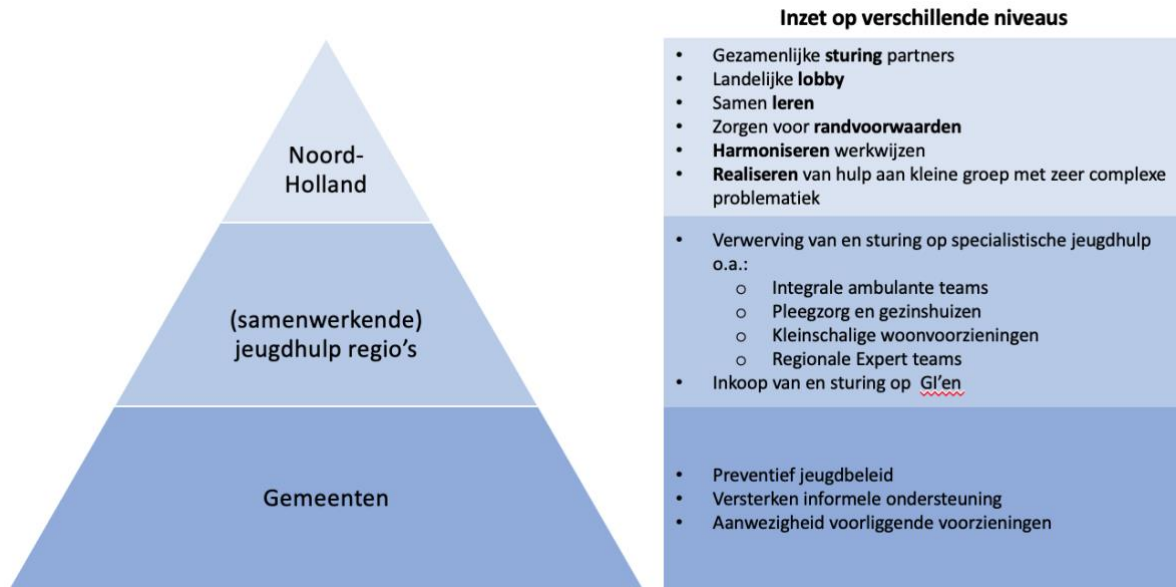 Inzet op verschillende niveaus
Noord-
Holland
• Gezamenlijke sturing partners
• Landelijke lobby
• Samen leren
• Zorgen voor randvoorwaarden
• Harmoniseren werkwijzen
• Realiseren van hulp aan kleine groep met zeer complexe
problematiek
(samenwerkende)
jeugdhulp regio's
• Verwerving van en sturing op specialistische jeugdhulp
o.a.:
o Integrale ambulante teams
o Pleegzorg en gezinshuizen
o Kleinschalige woonvoorzieningen
o Regionale Expert teams
• Inkoop van en sturing op GI'en
Gemeenten
• Preventief jeugdbeleid
• Versterken informele ondersteuning
• Aanwezigheid voorliggende voorzieningen